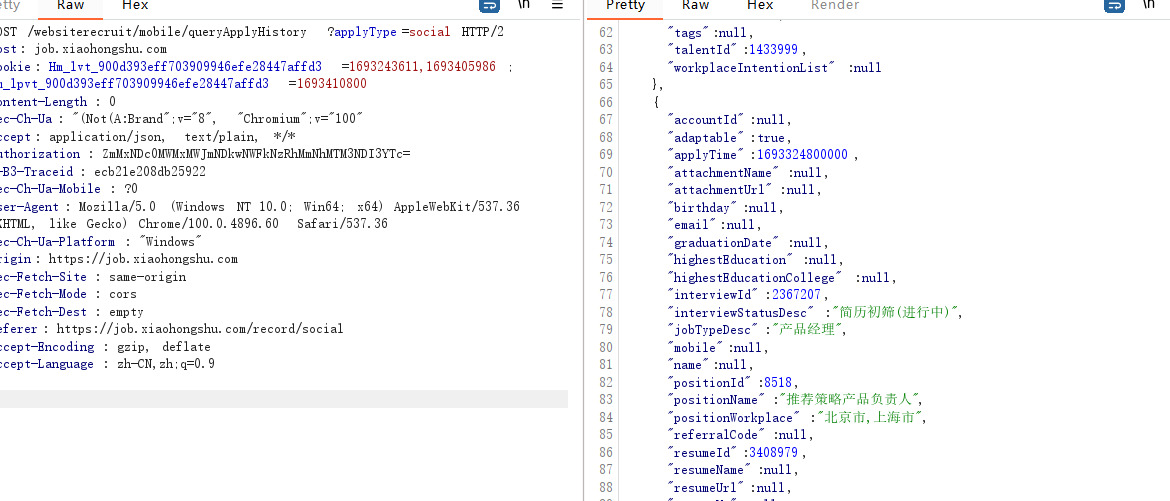 etty Raw Hex \n
OST /websiterecruit/mobile/queryApplyHistory ?applyType =social HTTP/2
ost : job.xiaohongshu.com
ookie : Hm_lvt_900d393eff703909946efe28447affd3 =1693243611,1693405986 ;
m_lpvt_900d393eff703909946efe28447affd3 =1693410800
ontent-Length : 0
ec-Ch-Ua : "(Not(A:Brand";v="8", "Chromium";v="100"
ccept : application/json, text/plain, */*
uthorization : ZmMxNDc0MWMxMWJmNDkwNWFkNzRhMmNhMTM3NDI3YTc=
-B3-Traceid : ecb21e208db25922
ec-Ch-Ua-Mobile : ?0
ser-Agent : Mozilla/5.0 (Windows NT 10.0; Win64; x64) AppleWebKit/537.36
KHTML, like Gecko) Chrome/100.0.4896.60 Safari/537.36
ec-Ch-Ua-Platform : "Windows"
rigin : https://job.xiaohongshu.com
ec-Fetch-Site : same-origin
ec-Fetch-Mode : cors
ec-Fetch-Dest : empty
eferer : https://job.xiaohongshu.com/record/social
ccept-Encoding : gzip, deflate
ccept-Language : zh-CN,zh;q=0.9
Pretty Raw Hex Render \n
62 "tags" :null,
63 "talentId" :1433999 ,
64 "workplaceIntentionList" :null
65 },
66 {
67 "accountId" :null,
68 "adaptable" :true,
69 "applyTime" :1693324800000 ,
70 "attachmentName" :null,
71 "attachmentUrl" :null,
72 "birthday" :null,
73 "email" :null,
74 "graduationDate" :null,
75 "highestEducation" :null,
76 "highestEducationCollege" :null,
77 "interviewId" :2367207 ,
78 "interviewStatusDesc" :"简历初筛(进行中)",
79 "jobTypeDesc" :"产品经理",
80 "mobile" :null,
81 "name" :null,
82 "positionId" :8518,
83 "positionName" :"推荐策略产品负责人",
84 "positionWorkplace" :"北京市,上海市",
85 "referralCode" :null,
86 "resumeId" :3408979 ,
87 "resumeName" :null,
88 "resumeUrl" :null,